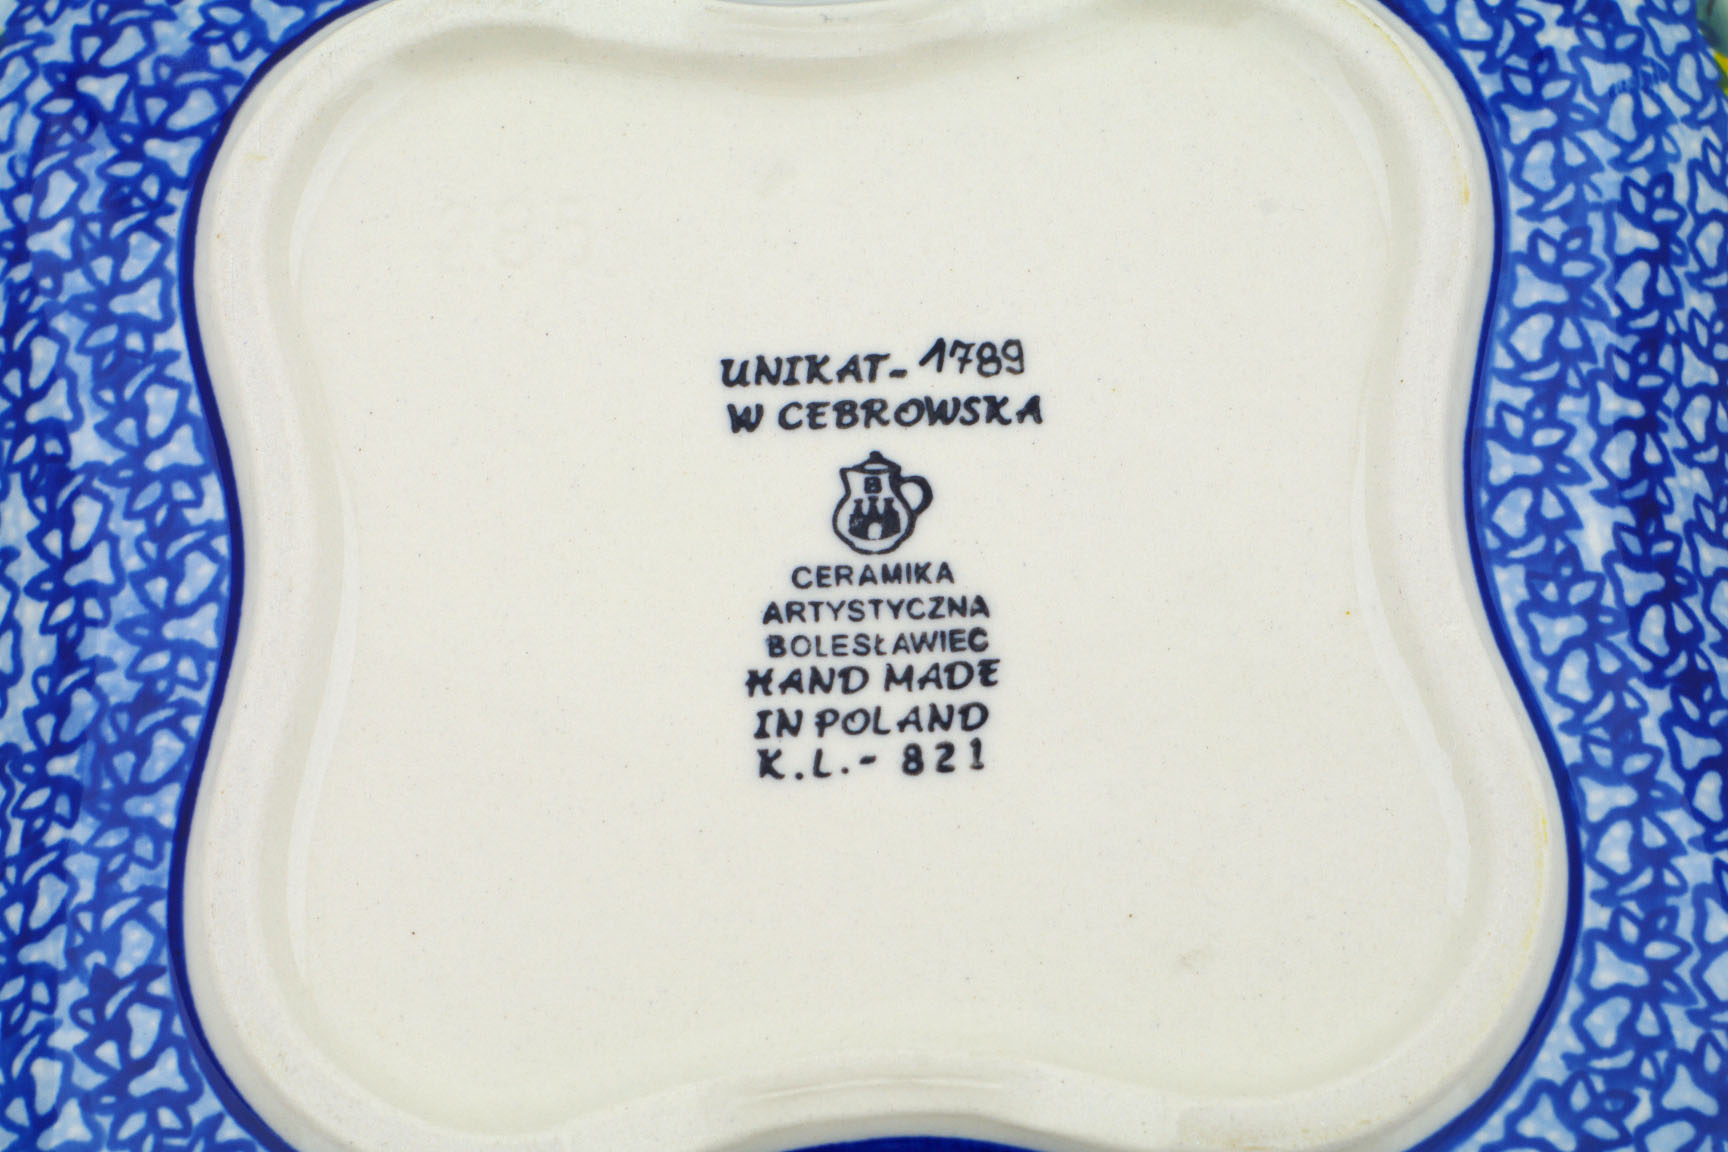 UNIKAT- 1789
W CEBROWSKA
B
CERAMIKA
ARTYSTYCZNA
BOLESŁAWIEC
HAND MADE
IN POLAND
K.L.- 821